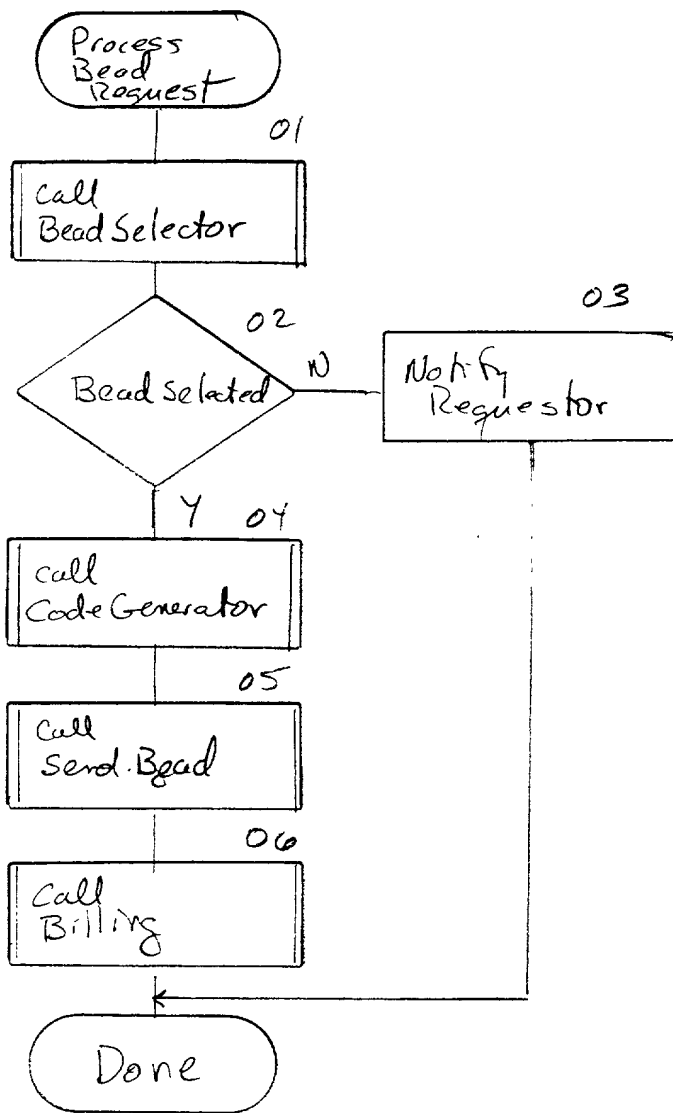 Process
Bead
Request
01
Call
Bead Selector
02
Bead Selected
N
03
Notify
Requestor
Y
04
Call
Code Generator
05
Call
Send Bead
06
Call
Billing
Done